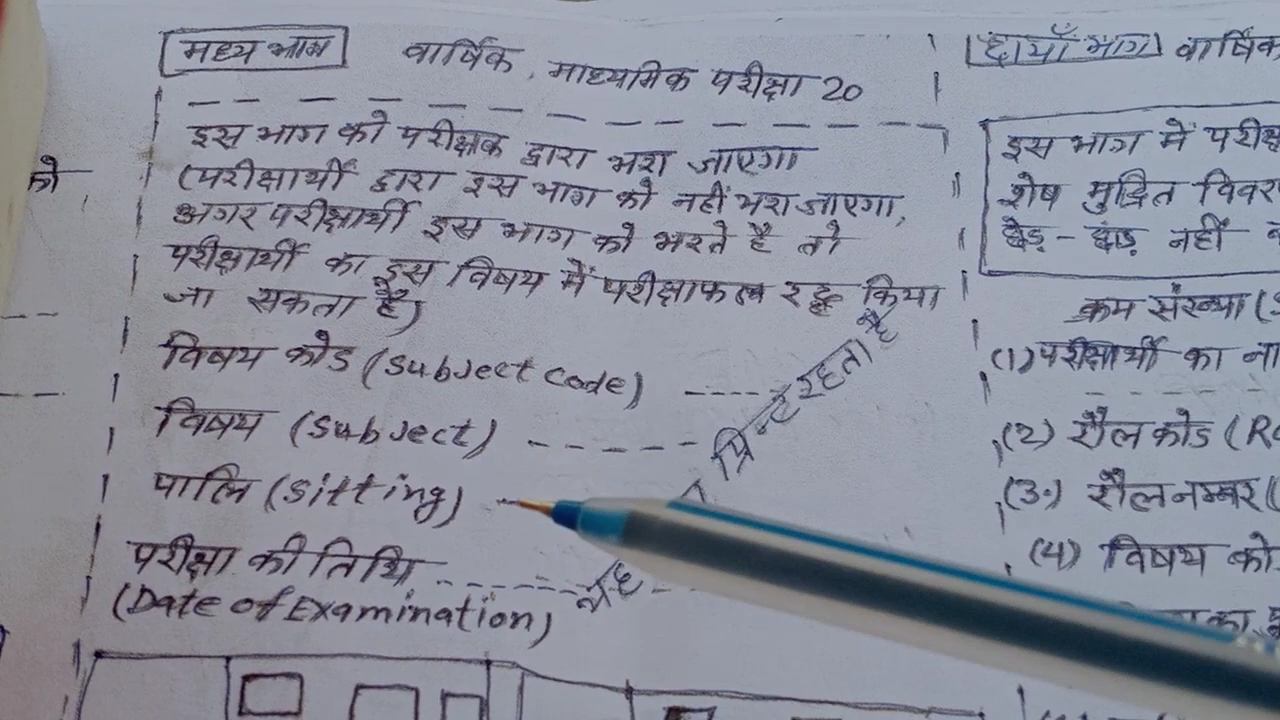 को
मध्य भाग
वार्षिक माध्यमिक परीक्षा 20
इस भाग को परीक्षक द्वारा भरा जाएगा
(परीक्षार्थी द्वारा इस भाग को नहीं भरा जाएगा,
अगर परीक्षार्थी इस भाग को भरते है तो
परीक्षार्थी का इस विषय में परीक्षाफल रद्द किया
जा सकता है)
विषय कोड (Subject Code)
विषय (Subject)
पालि (Sitting)
परीक्षा की तिथि
(Date of Examination)
यह
प्रिन्ट रहता है
दायाँ भाग वार्षिक
इस भाग में परीक्ष
शेष मुद्रित विवर
छेड़-छाड़ नहीं
क्रम संख्या (
(1) परीक्षार्थी का ना
(2) रौल कोड (Ro
(3.) रौल नम्बर (
(4) विषय को